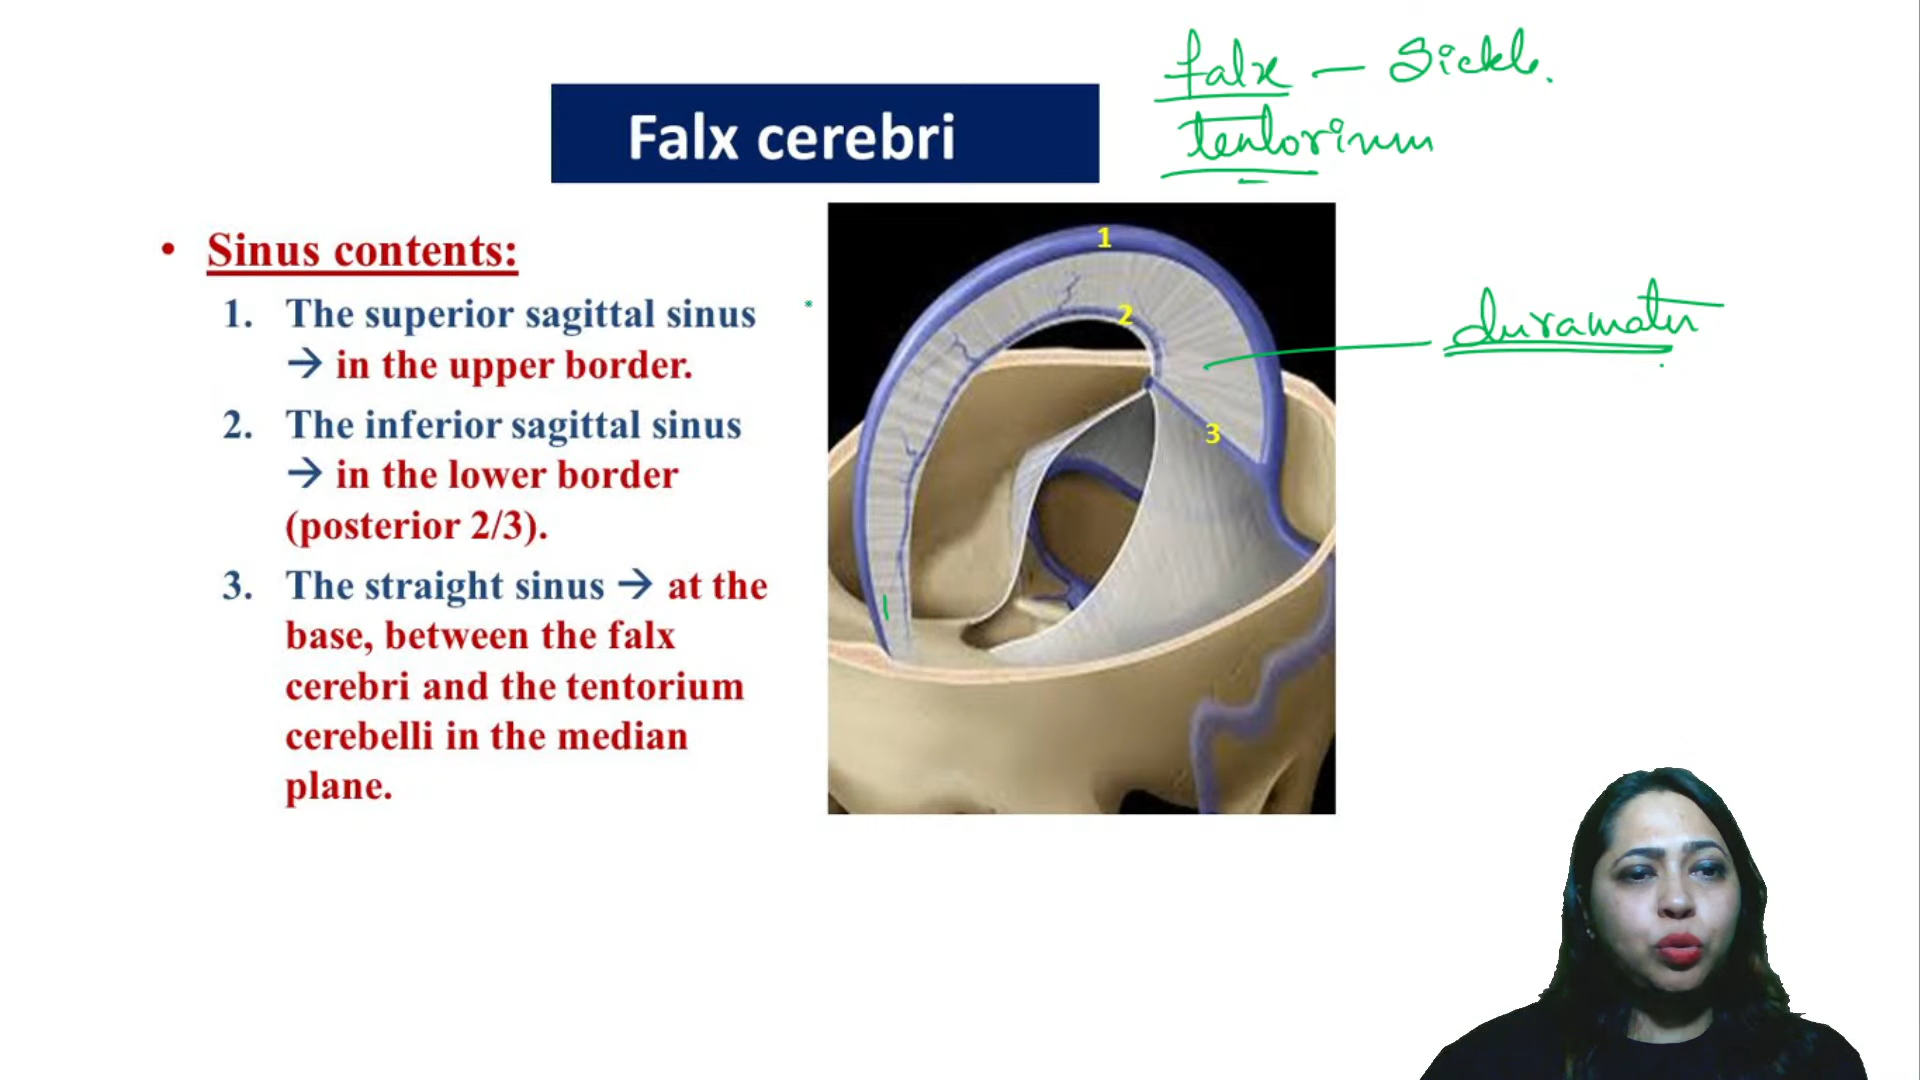 falx – Sickle.
tentorium
Falx cerebri
• Sinus contents:
1. The superior sagittal sinus
→ in the upper border.
2. The inferior sagittal sinus
→ in the lower border
(posterior 2/3).
3. The straight sinus → at the
base, between the falx
cerebri and the tentorium
cerebelli in the median
plane.
1
2
3
duramater